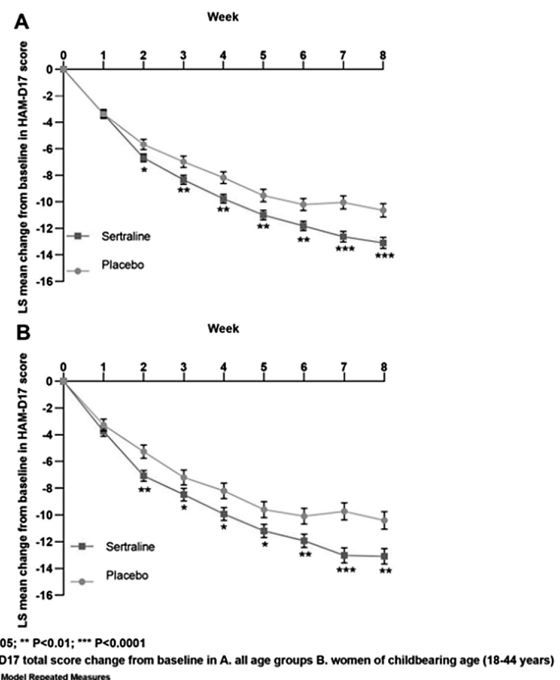 A
Week
0 1 2 3 4 5 6 7 8
LS mean change from baseline in HAM-D17 score
0
-2
-4
-6
-8
-10
-12
-14
-16
*
**
**
**
**
***
***
Sertraline
Placebo
B
Week
0 1 2 3 4 5 6 7 8
LS mean change from baseline in HAM-D17 score
0
-2
-4
-6
-8
-10
-12
-14
-16
**
*
*
*
**
***
**
Sertraline
Placebo
05; ** P<0.01; *** P<0.0001
D17 total score change from baseline in A. all age groups B. women of childbearing age (18-44 years)
Model Repeated Measures